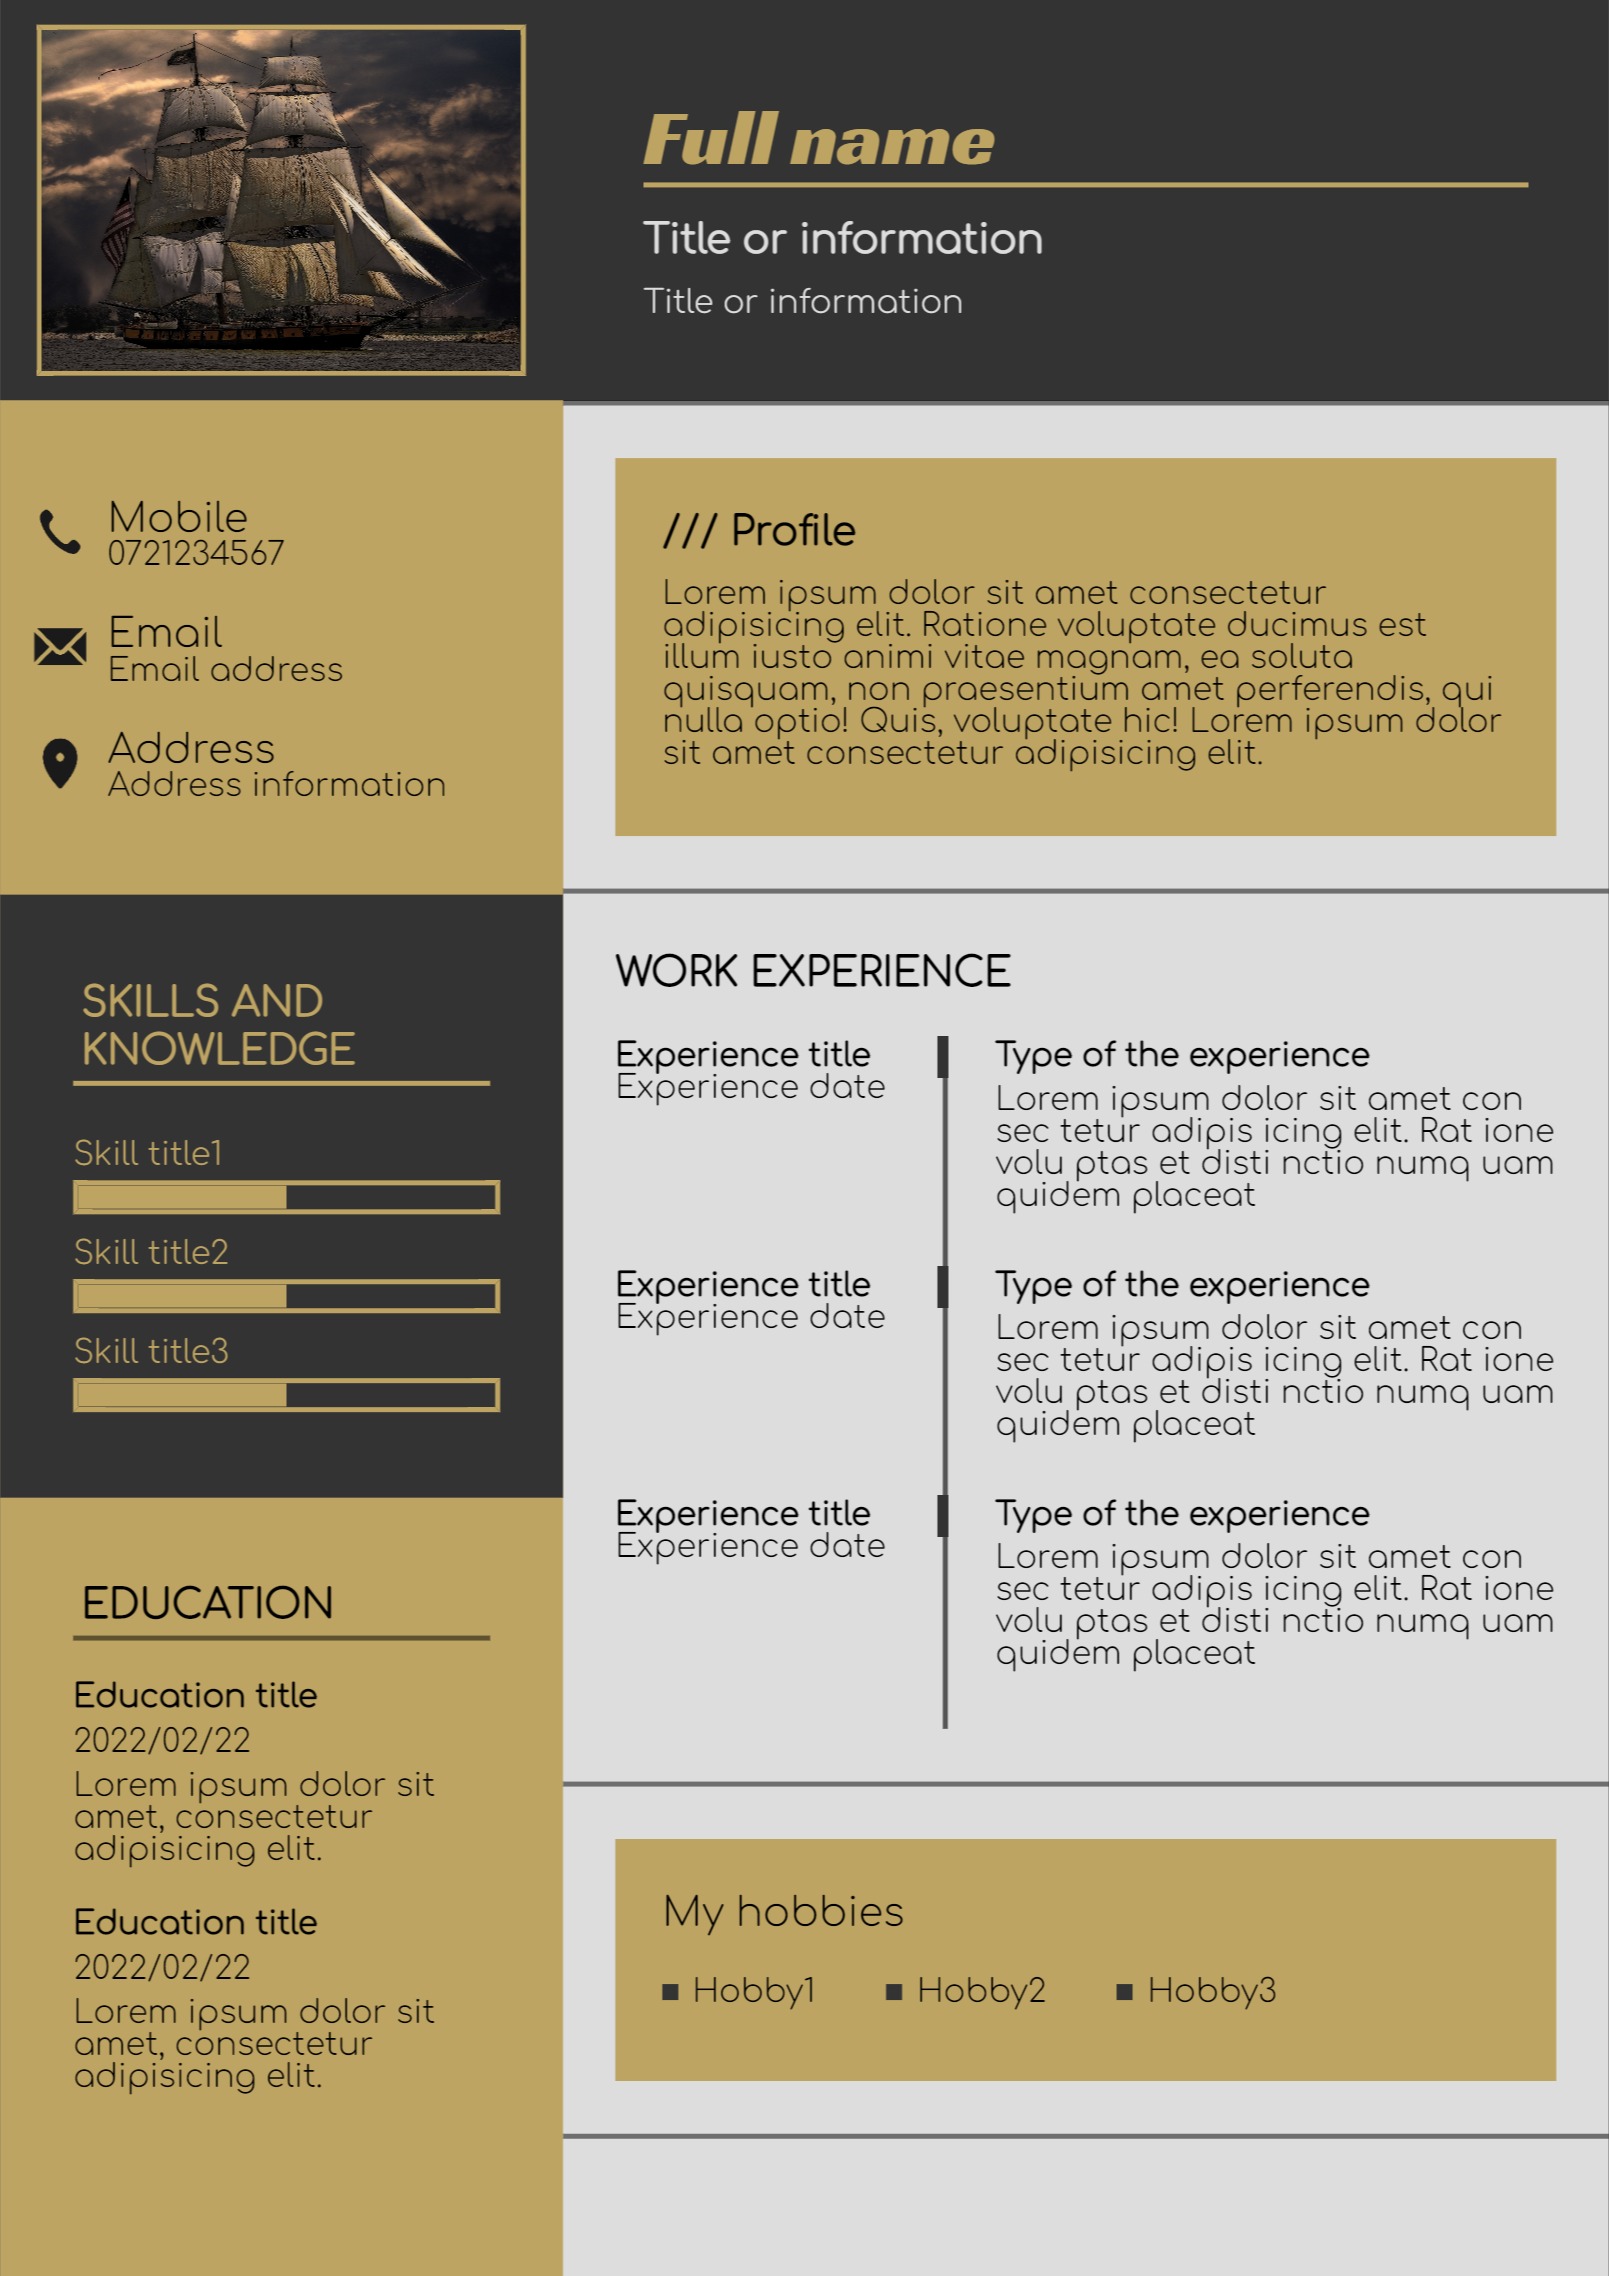 Full name
Title or information
Title or information
Mobile
0721234567
Email
Email address
Address
Address information
SKILLS AND
KNOWLEDGE
Skill title1
Skill title2
Skill title3
EDUCATION
Education title
2022/02/22
Lorem ipsum dolor sit
amet, consectetur
adipisicing elit.
Education title
2022/02/22
Lorem ipsum dolor sit
amet, consectetur
adipisicing elit.
/// Profile
Lorem ipsum dolor sit amet consectetur
adipisicing elit. Ratione voluptate ducimus est
illum iusto animi vitae magnam, ea soluta
quisquam, non praesentium amet perferendis, qui
nulla optio! Quis, voluptate hic! Lorem ipsum dolor
sit amet consectetur adipisicing elit.
WORK EXPERIENCE
Experience title
Experience date
Type of the experience
Lorem ipsum dolor sit amet con
sec tetur adipis icing elit. Rat ione
volu ptas et disti nctio numq uam
quidem placeat
Experience title
Experience date
Type of the experience
Lorem ipsum dolor sit amet con
sec tetur adipis icing elit. Rat ione
volu ptas et disti nctio numq uam
quidem placeat
Experience title
Experience date
Type of the experience
Lorem ipsum dolor sit amet con
sec tetur adipis icing elit. Rat ione
volu ptas et disti nctio numq uam
quidem placeat
My hobbies
Hobby1 Hobby2 Hobby3